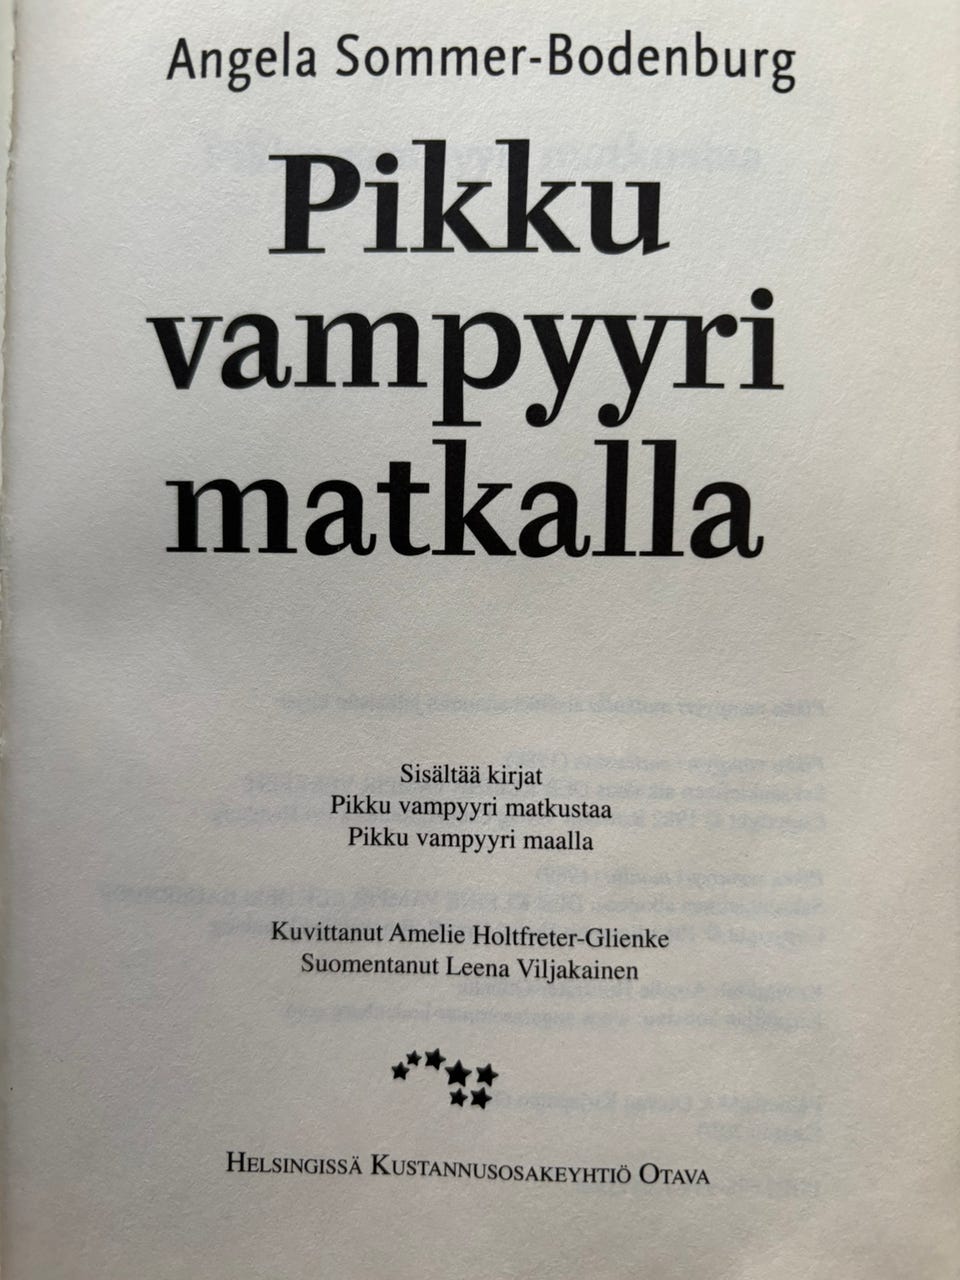 Angela Sommer-Bodenburg
Pikku
vampyyri
matkalla
Sisältää kirjat
Pikku vampyyri matkustaa
Pikku vampyyri maalla
Kuvittanut Amelie Holtfreter-Glienke
Suomentanut Leena Viljakainen
Helsingissä Kustannusosakeyhtiö Otava